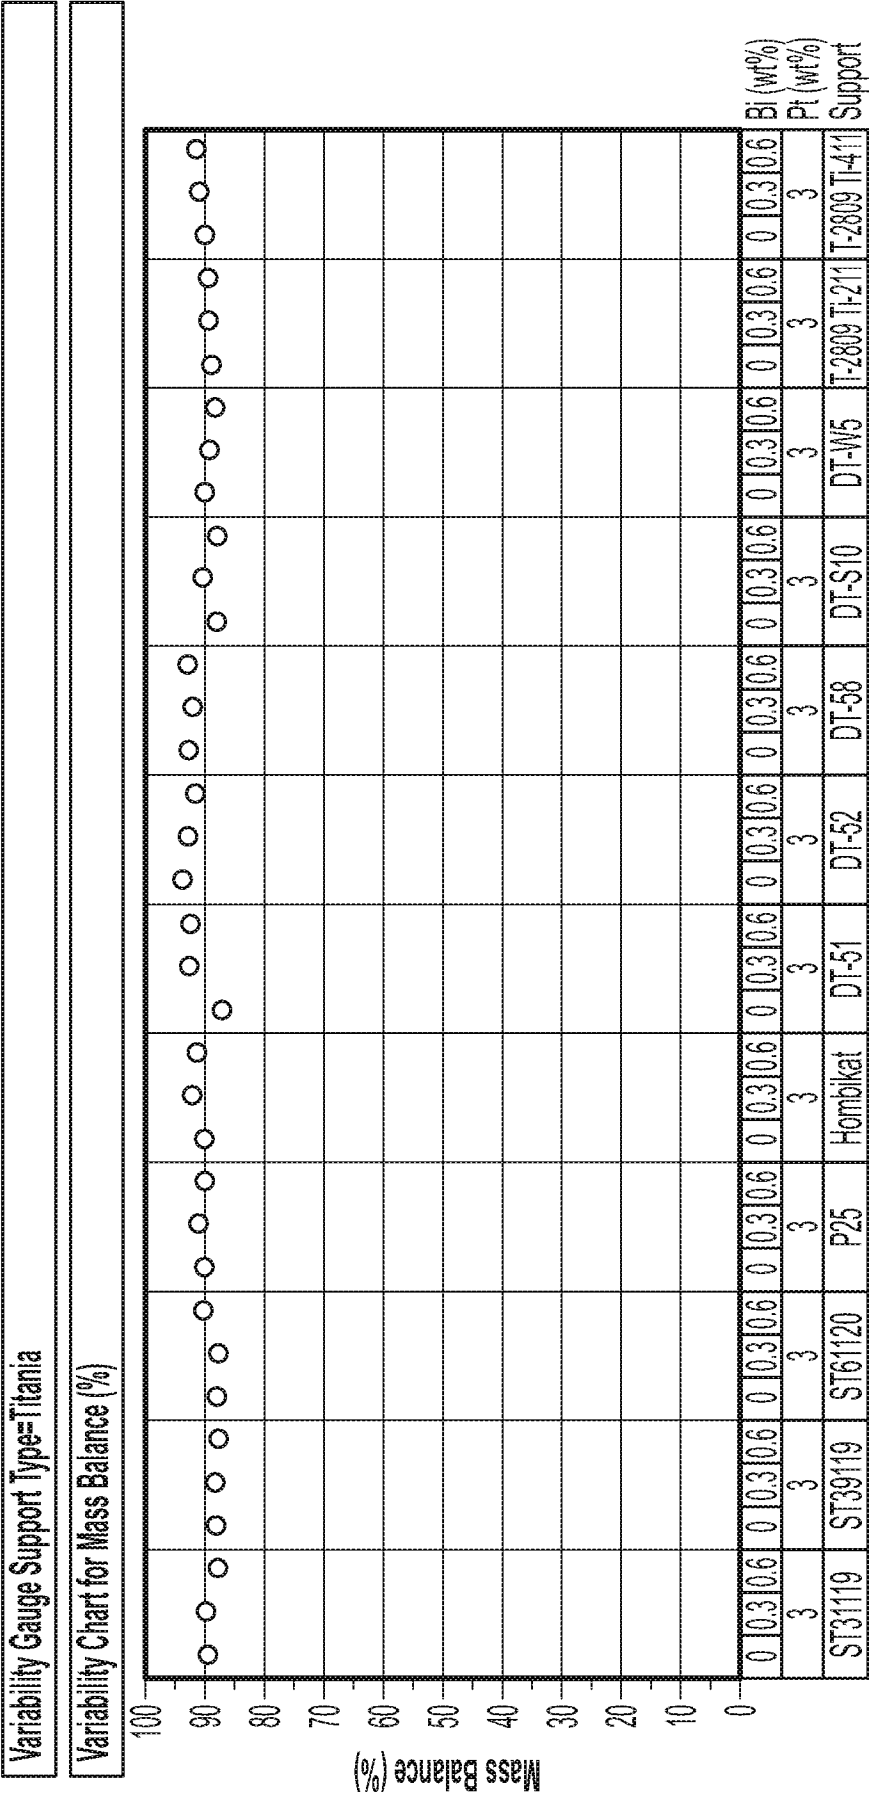 Variability Gauge Support Type=Titania
Variability Chart for Mass Balance (%)
Mass Balance (%)
100
90
80
70
60
50
40
30
20
10
0
0 0.3 0.6 0 0.3 0.6 0 0.3 0.6 0 0.3 0.6 0 0.3 0.6 0 0.3 0.6 0 0.3 0.6 0 0.3 0.6 0 0.3 0.6 0 0.3 0.6 0 0.3 0.6 0 0.3 0.6 Bi (wt%)
3 3 3 3 3 3 3 3 3 3 3 3 Pt (wt%)
ST31119 ST39119 ST61120 P25 Hombikat DT-51 DT-52 DT-58 DT-S10 DT-W5 T-2809 Ti-211 T-2809 Ti-411 Support